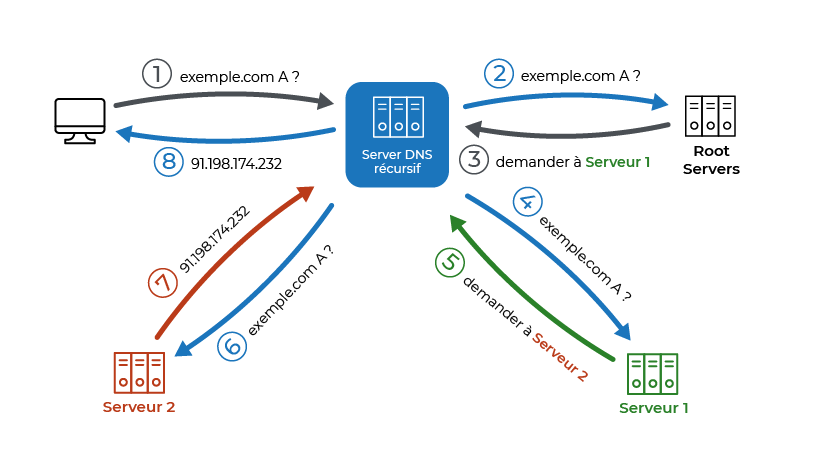 1 exemple.com A ?
2 exemple.com A ?
Server DNS
récursif
Root
Servers
3 demander à Serveur 1
8 91.198.174.232
4 exemple.com A ?
5 demander à Serveur 2
7 91.198.174.232
6 exemple.com A ?
Serveur 2
Serveur 1